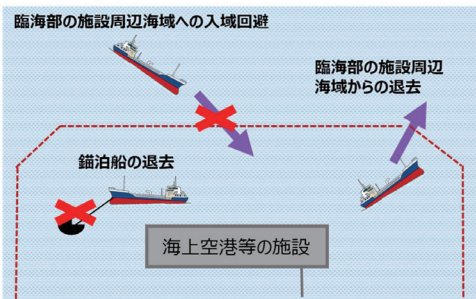 臨海部の施設周辺海域への入域回避
臨海部の施設周辺
海域からの退去
錨泊船の退去
海上空港等の施設